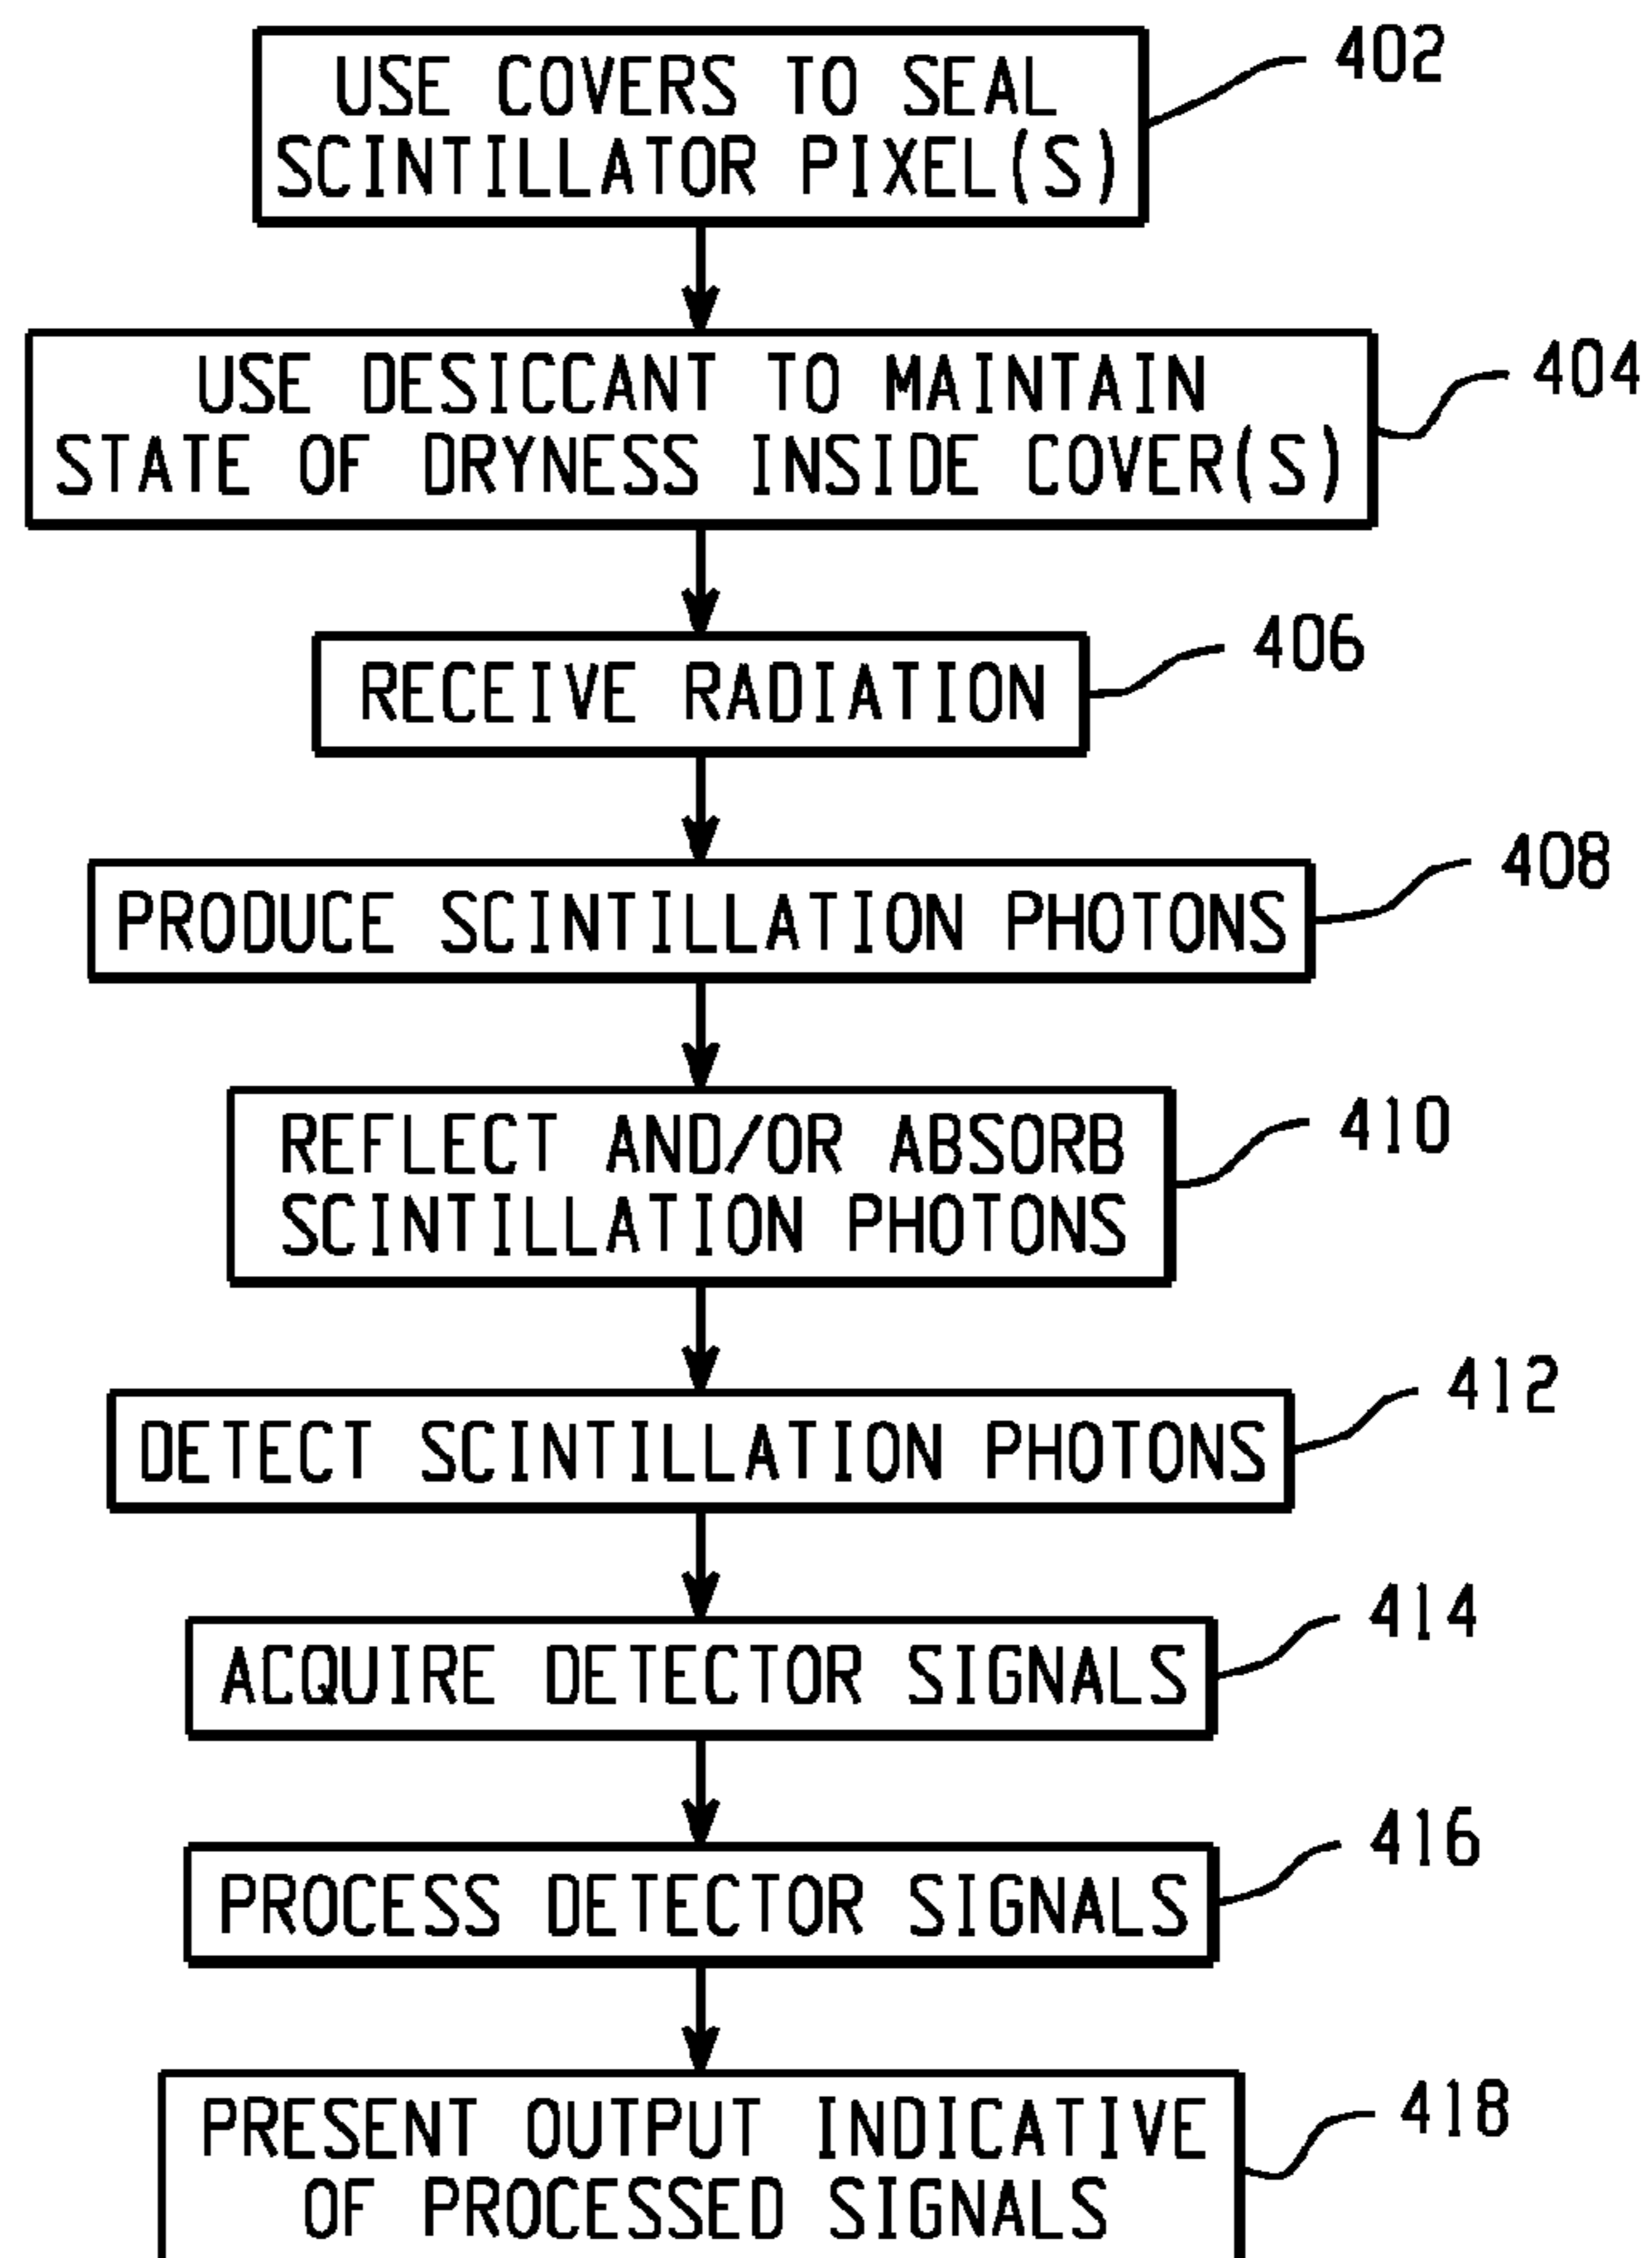 USE COVERS TO SEAL
SCINTILLATOR PIXEL(S)
402
USE DESICCANT TO MAINTAIN
STATE OF DRYNESS INSIDE COVER(S)
404
RECEIVE RADIATION
406
PRODUCE SCINTILLATION PHOTONS
408
REFLECT AND/OR ABSORB
SCINTILLATION PHOTONS
410
DETECT SCINTILLATION PHOTONS
412
ACQUIRE DETECTOR SIGNALS
414
PROCESS DETECTOR SIGNALS
416
PRESENT OUTPUT INDICATIVE
OF PROCESSED SIGNALS
418